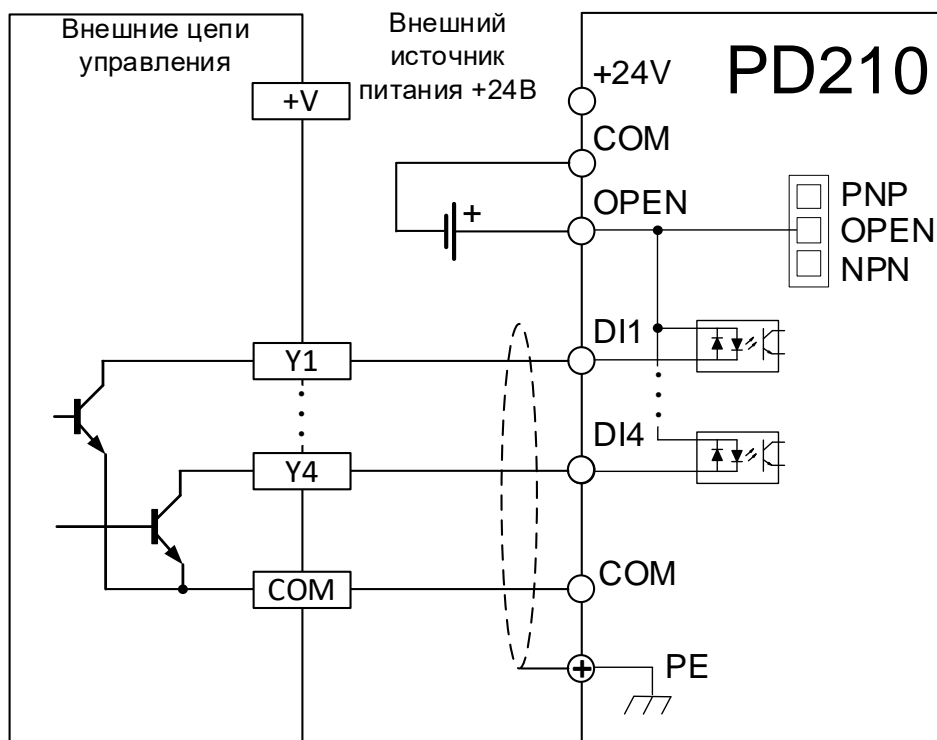 Внешние цепи
управления
Внешний
источник
питания +24В
+V
PD210
+24V
COM
OPEN
+
PNP
OPEN
NPN
DI1
Y1
DI4
Y4
COM
COM
PE